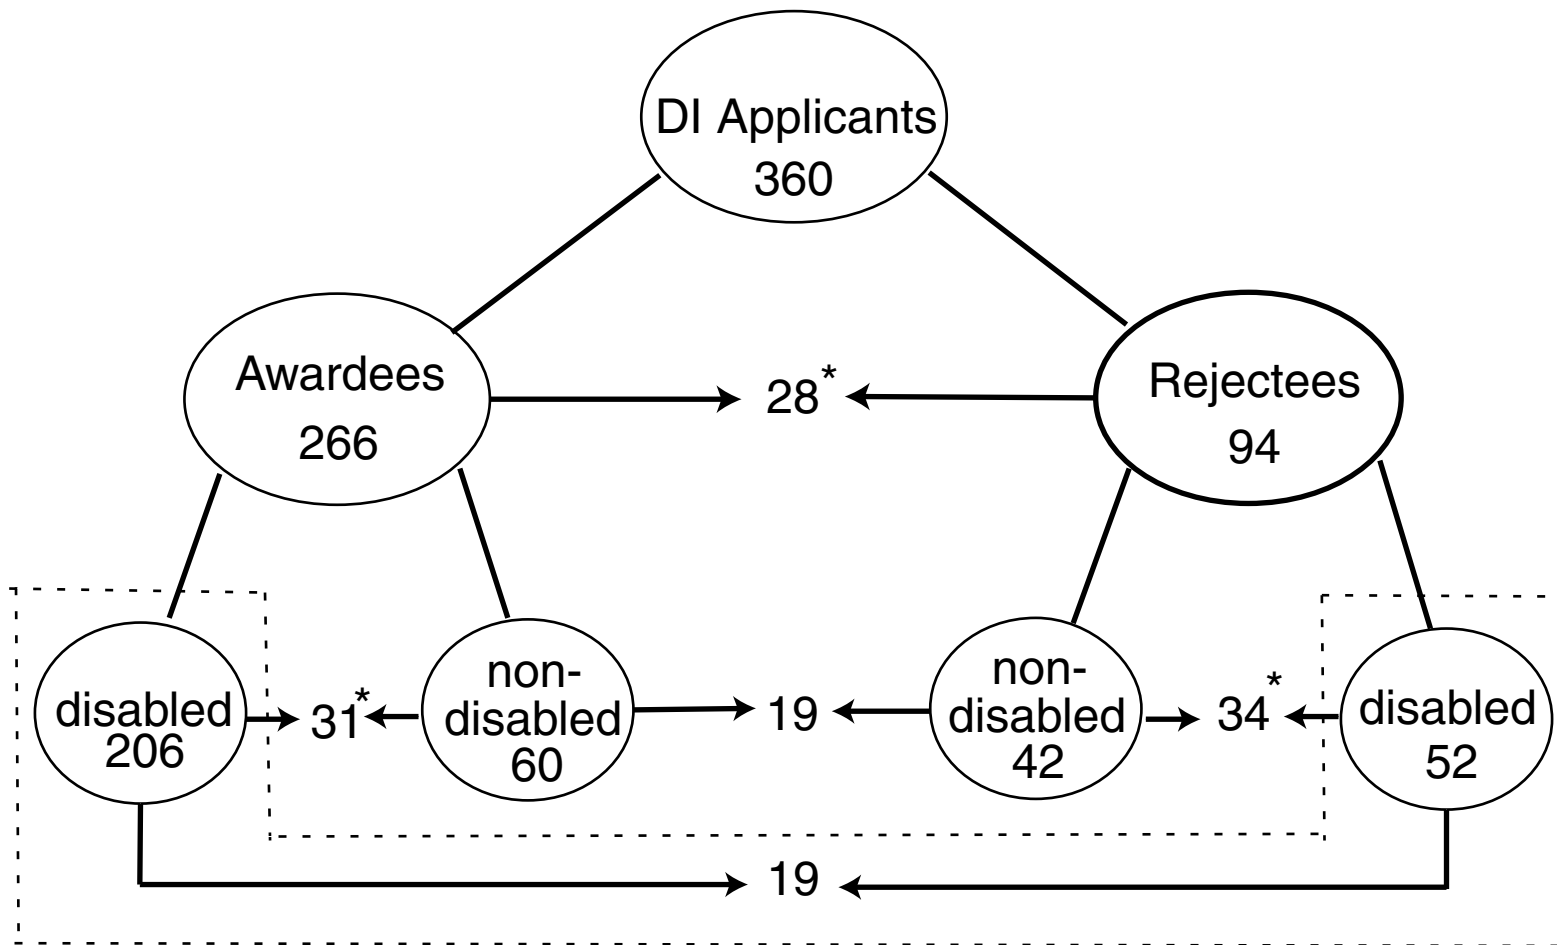 DI Applicants
360
Awardees
266
28*
Rejectees
94
disabled
206
31*
non-
disabled
60
19
non-
disabled
42
34*
disabled
52
19